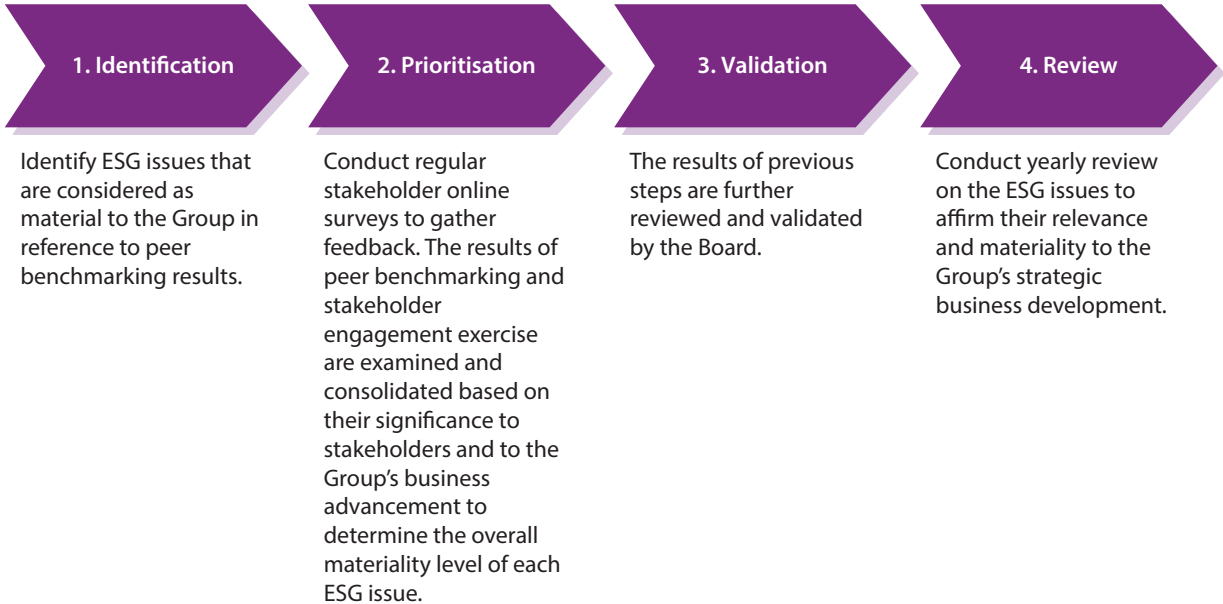 1. Identification
Identify ESG issues that
are considered as
material to the Group in
reference to peer
benchmarking results.
2. Prioritisation
Conduct regular
stakeholder online
surveys to gather
feedback. The results of
peer benchmarking and
stakeholder
engagement exercise
are examined and
consolidated based on
their significance to
stakeholders and to the
Group’s business
advancement to
determine the overall
materiality level of each
ESG issue.
3. Validation
The results of previous
steps are further
reviewed and validated
by the Board.
4. Review
Conduct yearly review
on the ESG issues to
affirm their relevance
and materiality to the
Group’s strategic
business development.